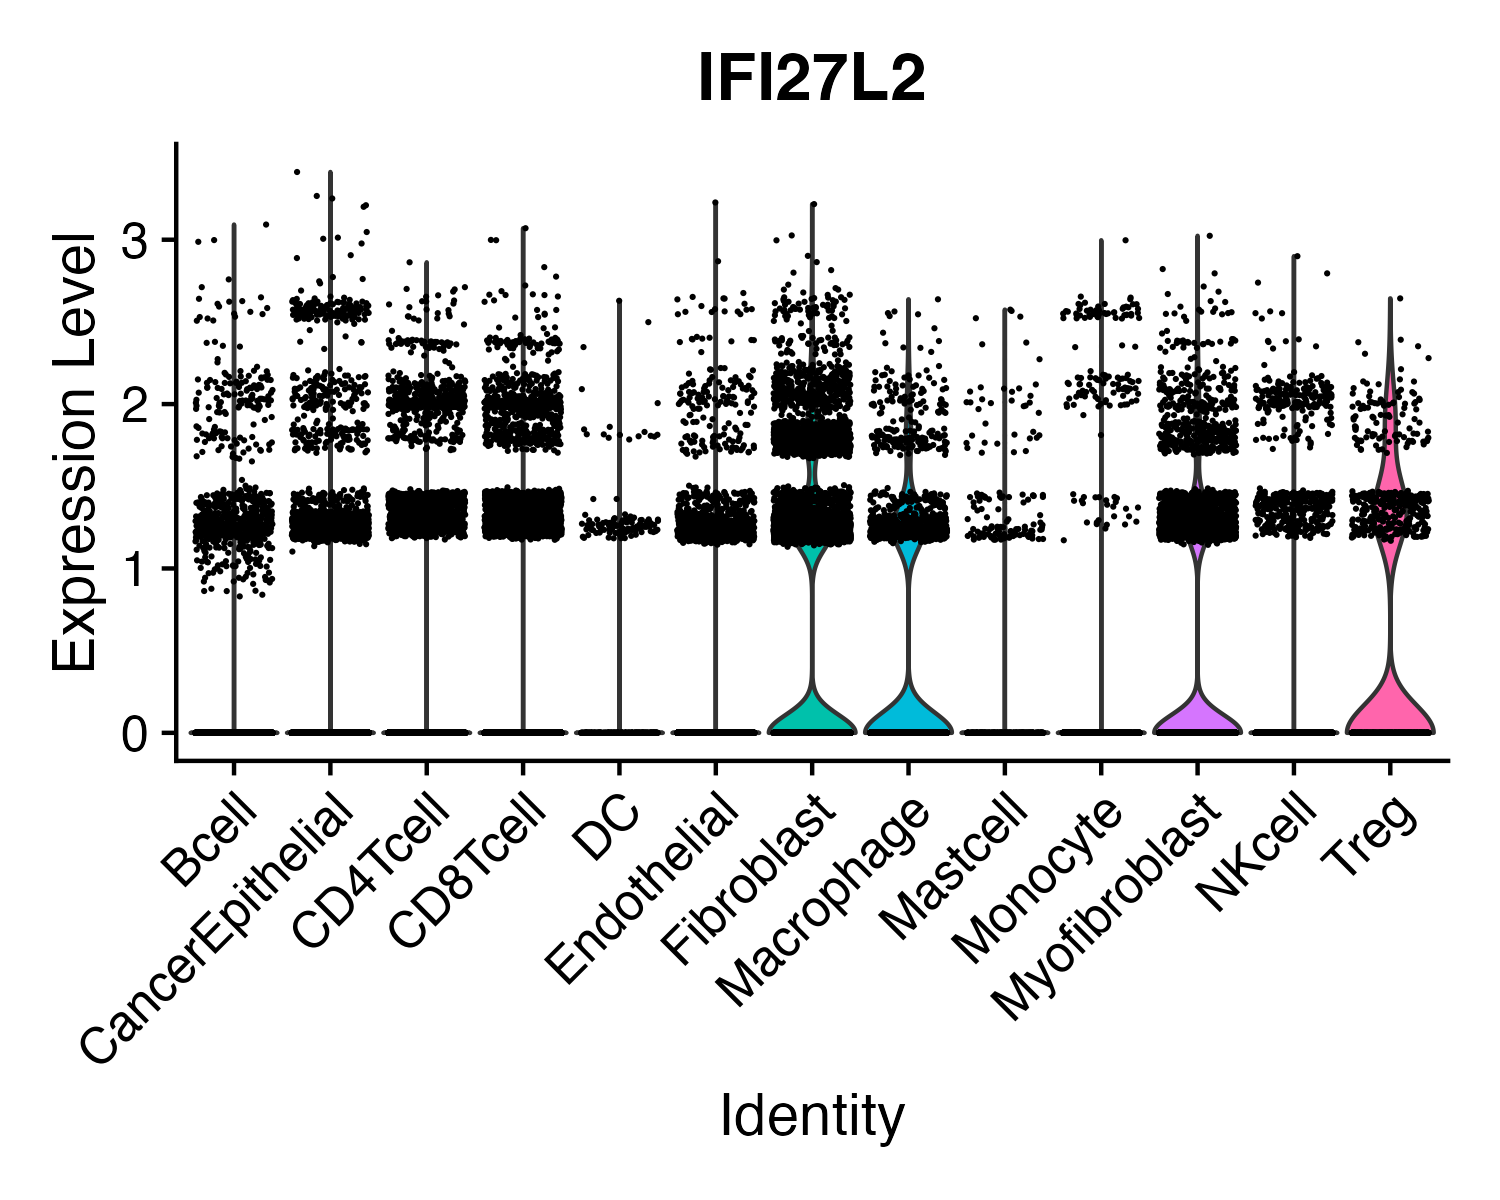 IFI27L2
Expression Level
3
2
1
0
Bcell
CancerEpithelial
CD4Tcell
CD8Tcell
DC
Endothelial
Fibroblast
Macrophage
Mastcell
Monocyte
Myofibroblast
NKcell
Treg
Identity